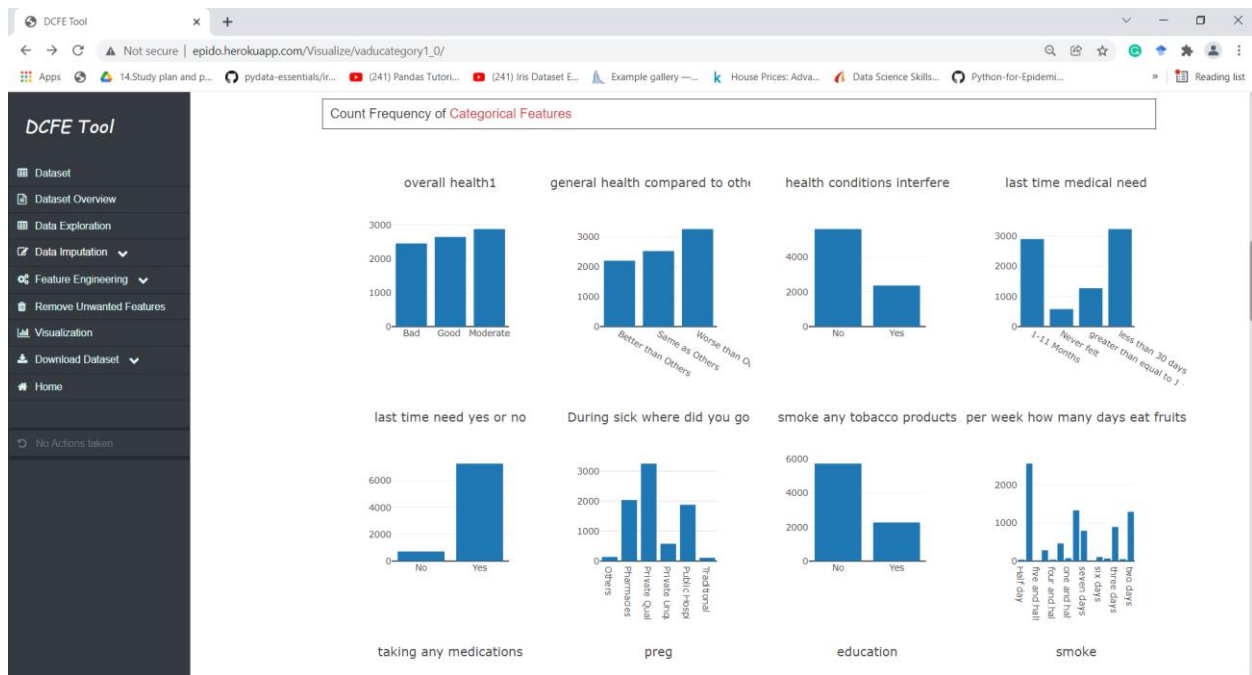 DCFE Tool
Not secure | epido.herokuapp.com/Visualize/vaducategory1_0/
Apps 14.Study plan and p... pydata-essentials/ir... (241) Pandas Tutori... (241) Iris Dataset E... Example gallery —... House Prices: Adva... Data Science Skills... Python-for-Epidemi... » Reading list
DCFE Tool
Dataset
Dataset Overview
Data Exploration
Data Imputation
Feature Engineering
Remove Unwanted Features
Visualization
Download Dataset
Home
No Actions taken
Count Frequency of Categorical Features
overall health1
3000
2000
1000
0
Bad Good Moderate
general health compared to othe
3000
2000
1000
0
Better than Others
Same as Others
Worse than O
health conditions interfere
4000
2000
0
No Yes
last time medical need
3000
2000
1000
0
1-11 Months
Never felt
greater than equal to 1
less than 30 days
last time need yes or no
6000
4000
2000
0
No Yes
During sick where did you go
3000
2000
1000
0
Others
Pharmacies
Private Qual
Private Unq.
Public Hospi
Traditional
smoke any tobacco products
6000
4000
2000
0
No Yes
per week how many days eat fruits
2000
1000
0
Half day
five and half
four and hal
one and hal
seven days
six days
three days
two days
taking any medications
preg
education
smoke